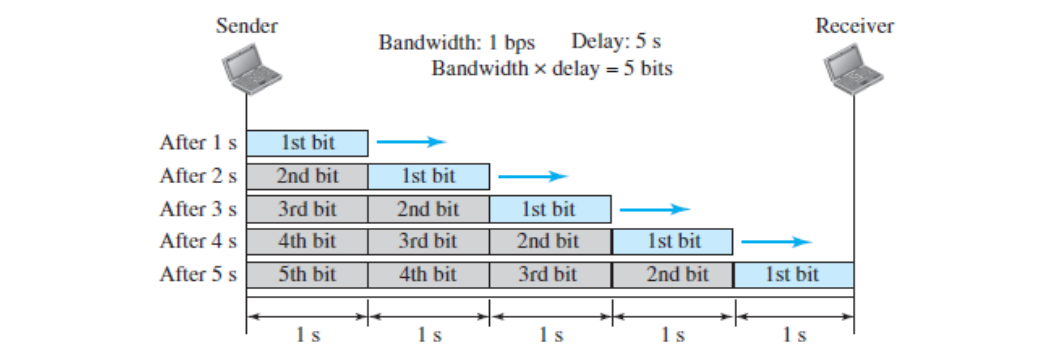 Sender
Receiver
Bandwidth: 1 bps Delay: 5 s
Bandwidth × delay = 5 bits
After 1 s 1st bit
After 2 s 2nd bit 1st bit
After 3 s 3rd bit 2nd bit 1st bit
After 4 s 4th bit 3rd bit 2nd bit 1st bit
After 5 s 5th bit 4th bit 3rd bit 2nd bit 1st bit
1 s 1 s 1 s 1 s 1 s